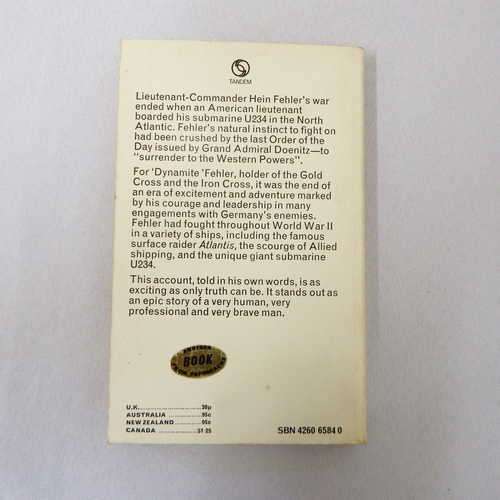 TANDEM
Lieutenant-Commander Hein Fehler's war
ended when an American lieutenant
boarded his submarine U234 in the North
Atlantic. Fehler's natural instinct to fight on
had been crushed by the last Order of the
Day issued by Grand Admiral Doenitz—to
"surrender to the Western Powers".
For 'Dynamite 'Fehler, holder of the Gold
Cross and the Iron Cross, it was the end of
an era of excitement and adventure marked
by his courage and leadership in many
engagements with Germany's enemies.
Fehler had fought throughout World War II
in a variety of ships, including the famous
surface raider Atlantis, the scourge of Allied
shipping, and the unique giant submarine
U234.
This account, told in his own words, is as
exciting as only truth can be. It stands out as
an epic story of a very human, very
professional and very brave man.
ANOTHER
BOOK
U.K.
AUSTRALIA
NEW ZEALAND
CANADA
SBN 4260 6584 0